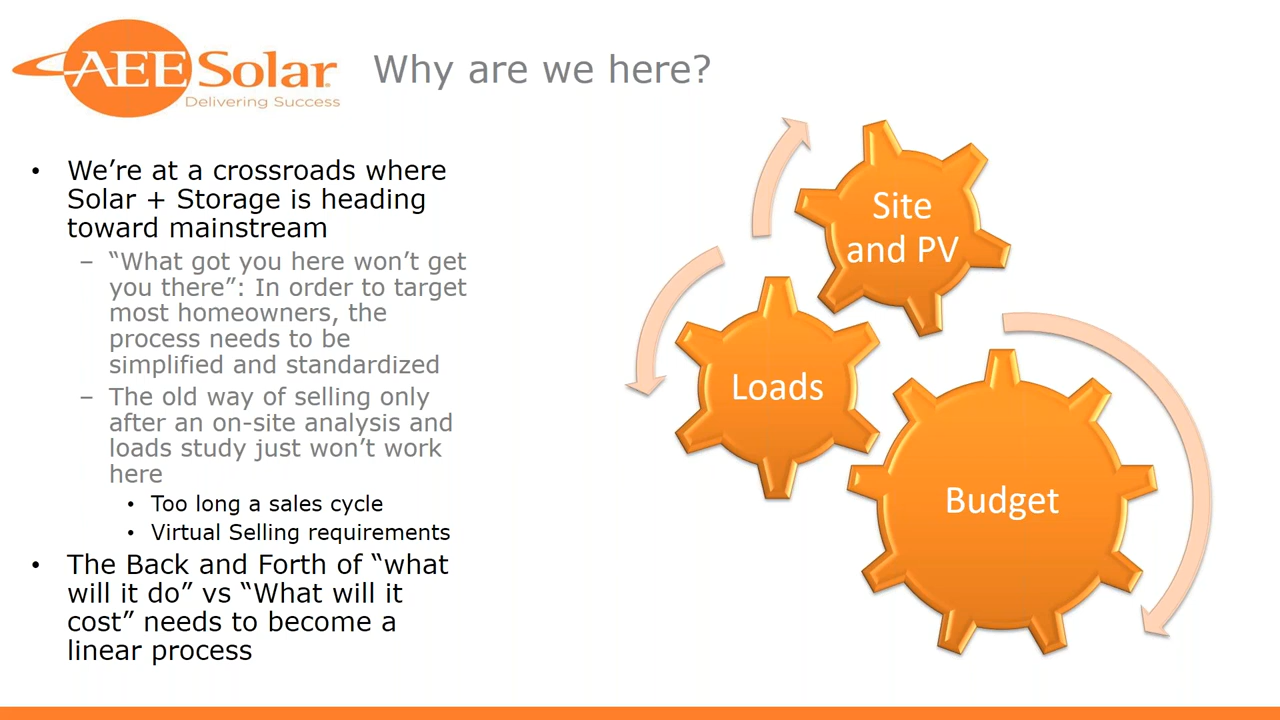 AEE Solar
Delivering Success
Why are we here?
• We’re at a crossroads where
Solar + Storage is heading
toward mainstream
– “What got you here won’t get
you there”: In order to target
most homeowners, the
process needs to be
simplified and standardized
– The old way of selling only
after an on-site analysis and
loads study just won’t work
here
• Too long a sales cycle
• Virtual Selling requirements
• The Back and Forth of “what
will it do” vs “What will it
cost” needs to become a
linear process
Site
and PV
Loads
Budget